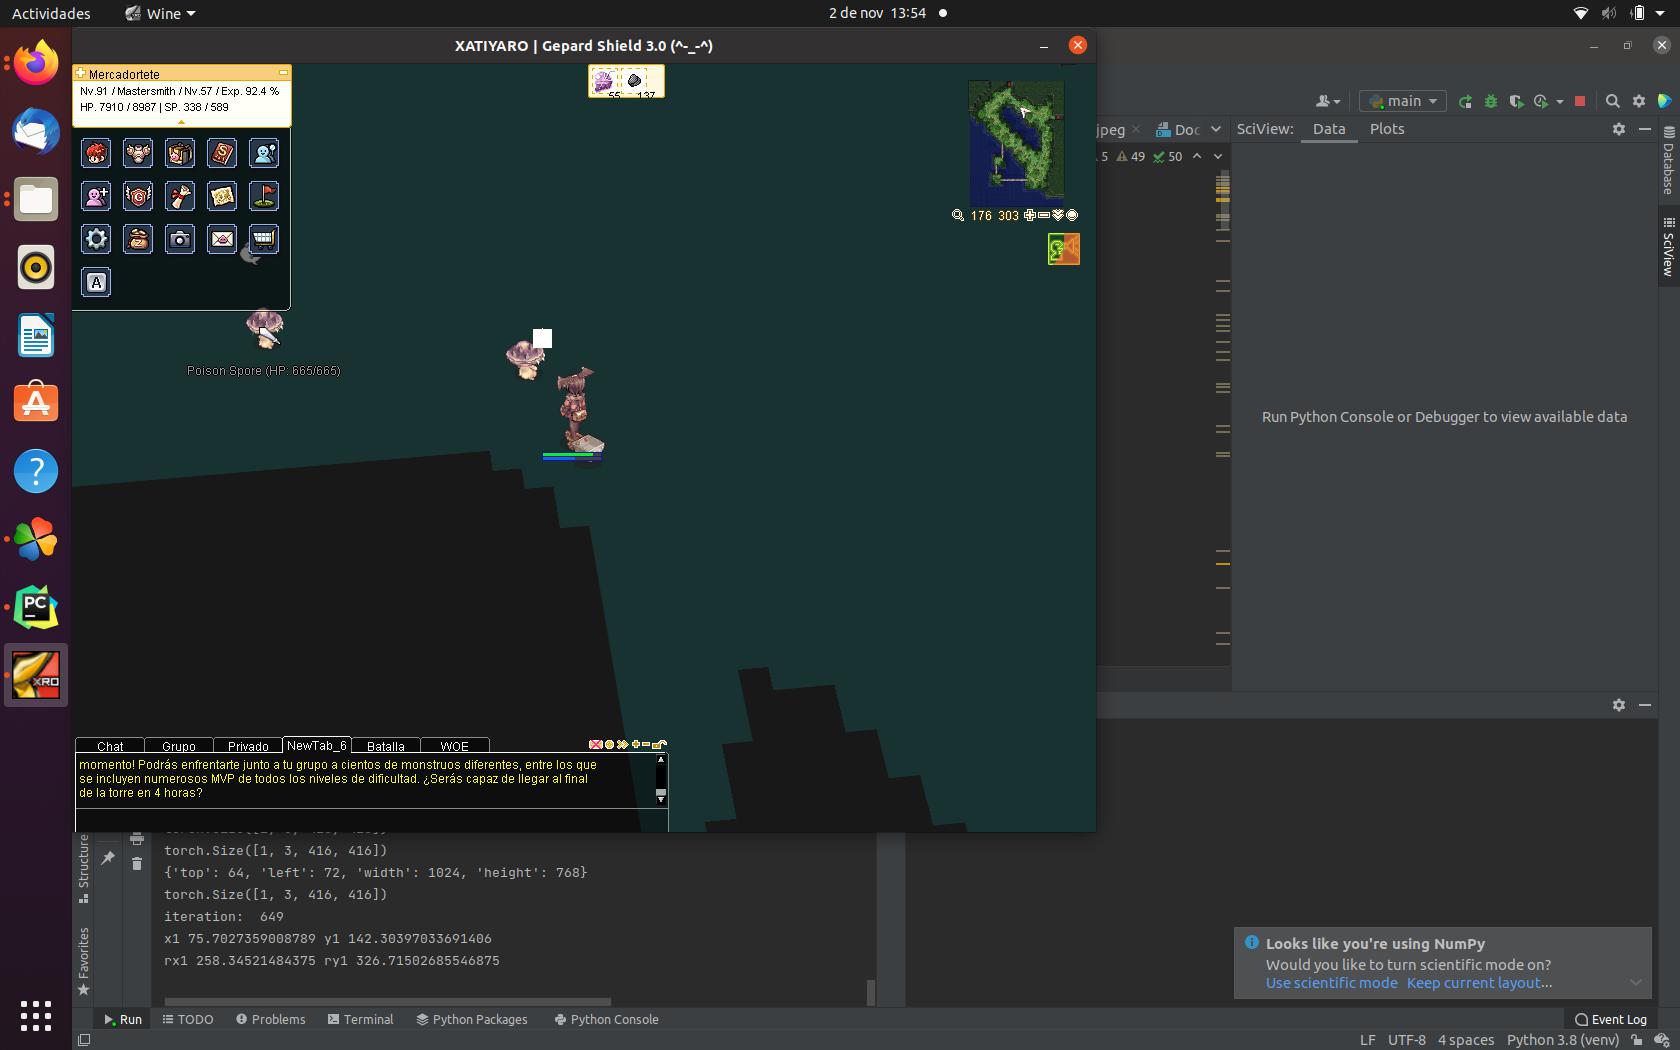 Actividades
Wine
2 de nov 13:54
XATIYARO | Gepard Shield 3.0 (^-_-^)
Mercadortete
Nv.91 / Mastersmith / Nv.57 / Exp. 92.4 %
HP. 7910 / 8987 | SP. 338 / 589
55
137
A
176 303
Poison Spore (HP: 665/665)
Chat
Grupo
Privado
NewTab_6
Batalla
WOE
momento! Podrás enfrentarte junto a tu grupo a cientos de monstruos diferentes, entre los que
se incluyen numerosos MVP de todos los niveles de dificultad. ¿Serás capaz de llegar al final
de la torre en 4 horas?
main
jpeg
Doc
SciView:
Data
Plots
5
49
50
Database
SciView
Run Python Console or Debugger to view available data
PC
XRO
Structure
Favorites
torch.Size([1, 3, 416, 416])
{'top': 64, 'left': 72, 'width': 1024, 'height': 768}
torch.Size([1, 3, 416, 416])
iteration:  649
x1 75.7027359008789 y1 142.30397033691406
rx1 258.34521484375 ry1 326.71502685546875
Looks like you're using NumPy
Would you like to turn scientific mode on?
Use scientific mode Keep current layout...
Run
TODO
Problems
Terminal
Python Packages
Python Console
Event Log
LF
UTF-8
4 spaces
Python 3.8 (venv)